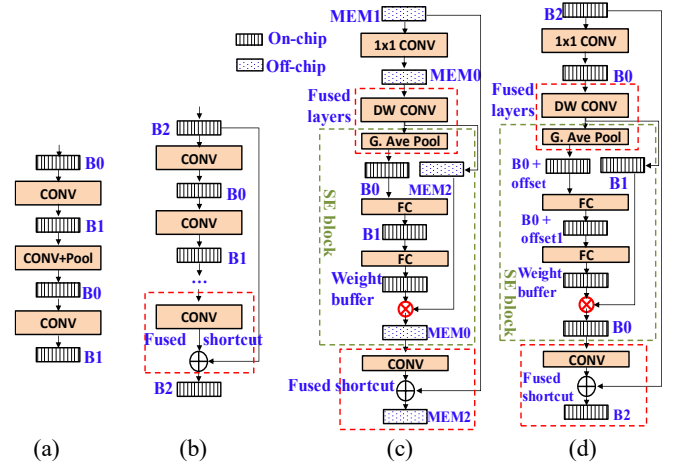 On-chip
Off-chip
B0
CONV
B1
CONV+Pool
B0
CONV
B1
(a)
B2
CONV
B0
CONV
B1
...
CONV
Fused shortcut
B2
(b)
MEM1
1x1 CONV
MEM0
Fused
layers
DW CONV
G. Ave Pool
SE block
B0
MEM2
FC
B1
FC
Weight
buffer
MEM0
CONV
Fused shortcut
MEM2
(c)
B2
1x1 CONV
B0
Fused
layers
DW CONV
G. Ave Pool
SE block
B0 +
offset
B1
FC
B0 +
offset1
FC
Weight
buffer
B0
CONV
Fused
shortcut
B2
(d)